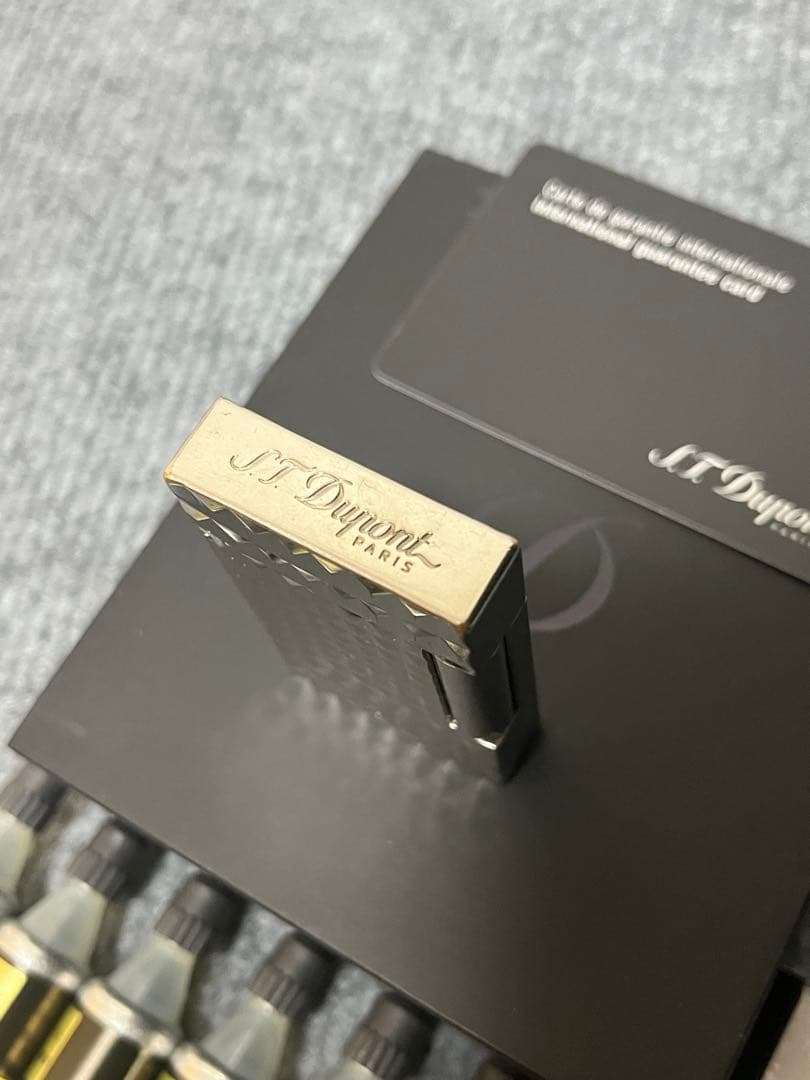 Carte de garantie internationale
International guarantee card
S.T. Dupont
S.T. Dupont
PARIS